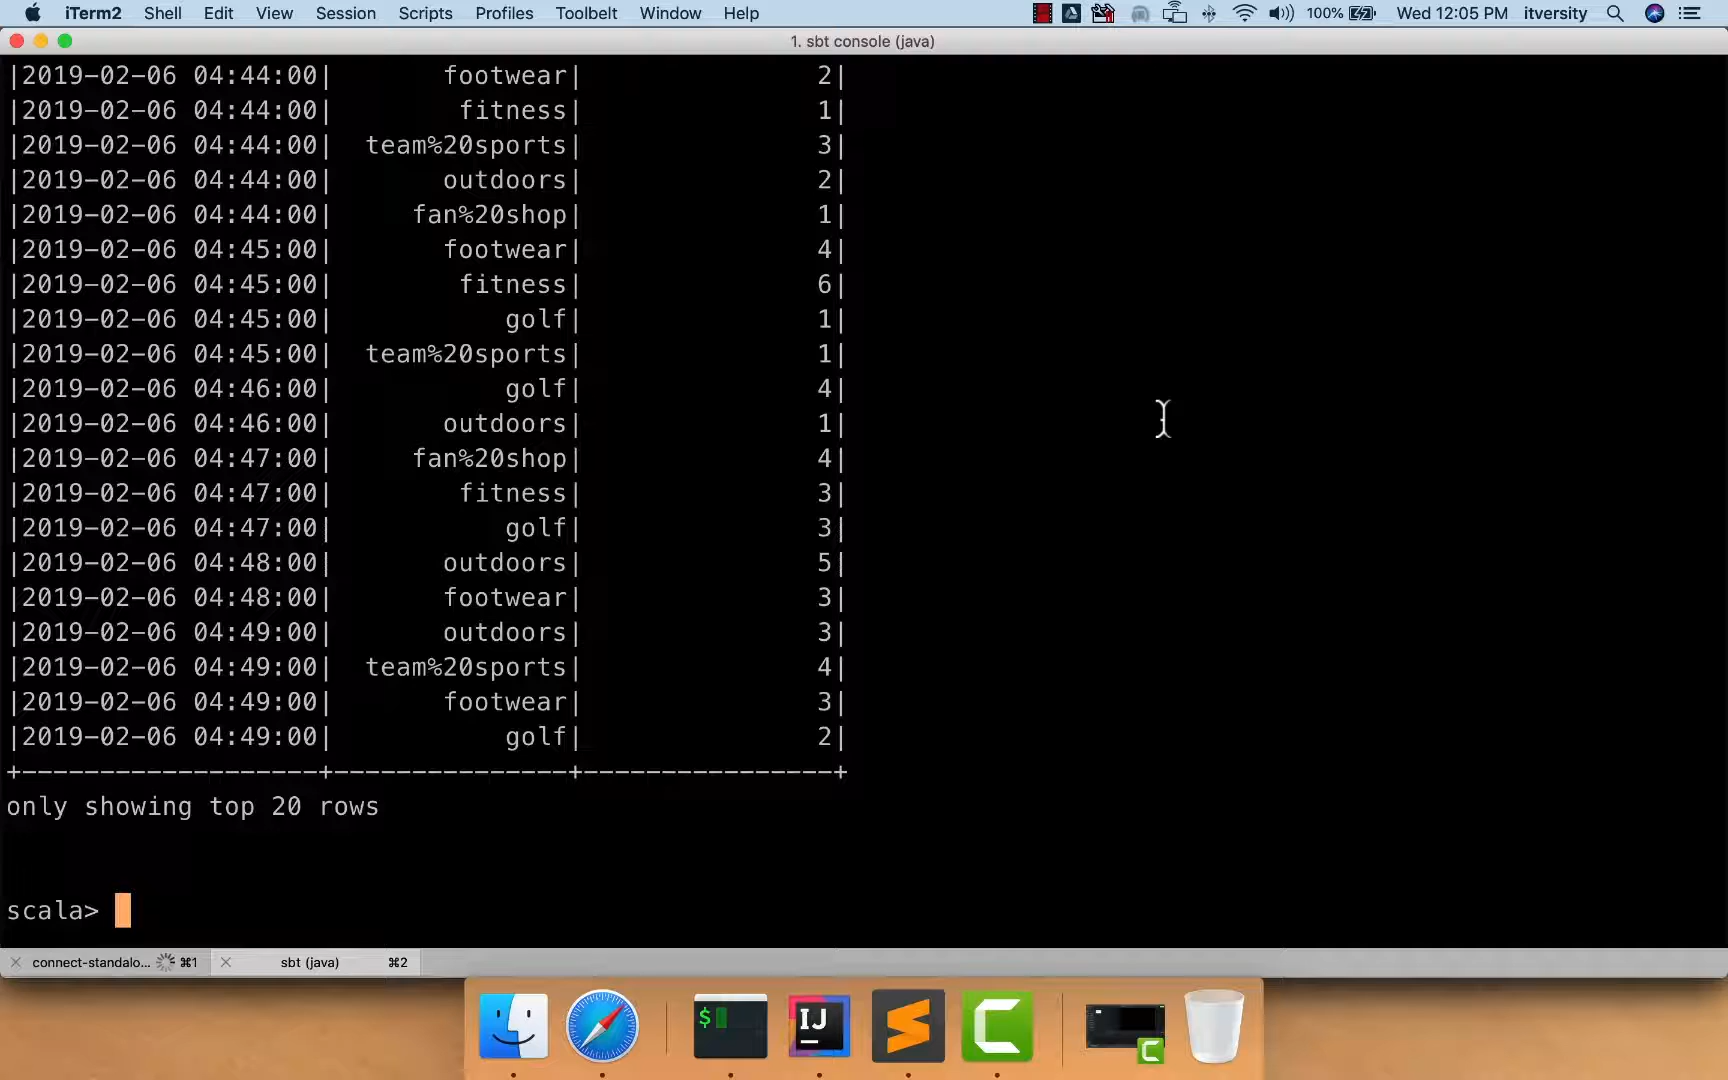 iTerm2 Shell Edit View Session Scripts Profiles Toolbelt Window Help 100% Wed 12:05 PM itversity
1. sbt console (java)
|2019-02-06 04:44:00| footwear| 2|
|2019-02-06 04:44:00| fitness| 1|
|2019-02-06 04:44:00| team%20sports| 3|
|2019-02-06 04:44:00| outdoors| 2|
|2019-02-06 04:44:00| fan%20shop| 1|
|2019-02-06 04:45:00| footwear| 4|
|2019-02-06 04:45:00| fitness| 6|
|2019-02-06 04:45:00| golf| 1|
|2019-02-06 04:45:00| team%20sports| 1|
|2019-02-06 04:46:00| golf| 4|
|2019-02-06 04:46:00| outdoors| 1|
|2019-02-06 04:47:00| fan%20shop| 4|
|2019-02-06 04:47:00| fitness| 3|
|2019-02-06 04:47:00| golf| 3|
|2019-02-06 04:48:00| outdoors| 5|
|2019-02-06 04:48:00| footwear| 3|
|2019-02-06 04:49:00| outdoors| 3|
|2019-02-06 04:49:00| team%20sports| 4|
|2019-02-06 04:49:00| footwear| 3|
|2019-02-06 04:49:00| golf| 2|
+-------------------+---------------+----------------+
only showing top 20 rows
scala>
connect-standalo... ⌘1 sbt (java) ⌘2
$ IJ